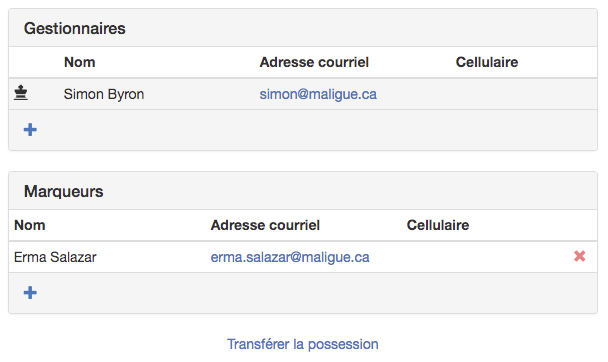 Gestionnaires
Nom Adresse courriel Cellulaire
Simon Byron simon@maligue.ca
Marqueurs
Nom Adresse courriel Cellulaire
Erma Salazar erma.salazar@maligue.ca
Transférer la possession